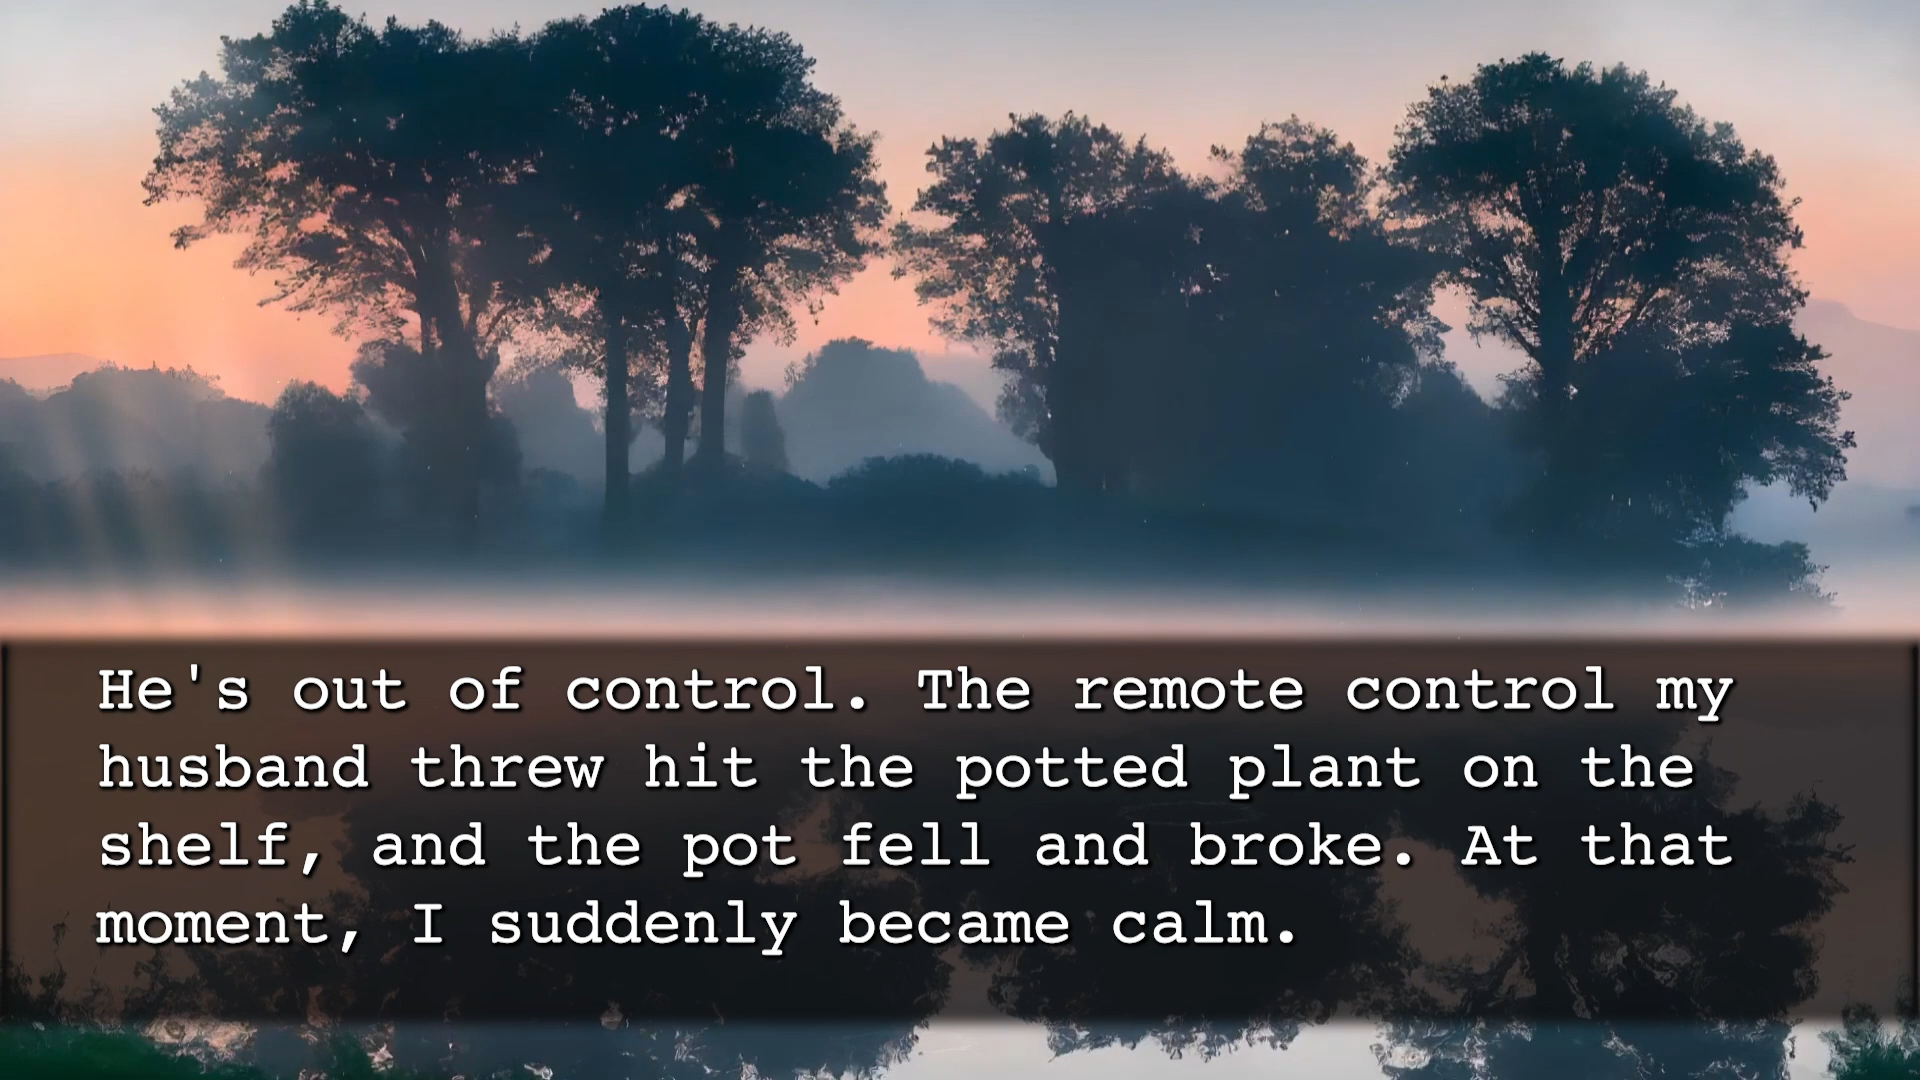 He's out of control. The remote control my
husband threw hit the potted plant on the
shelf, and the pot fell and broke. At that
moment, I suddenly became calm.